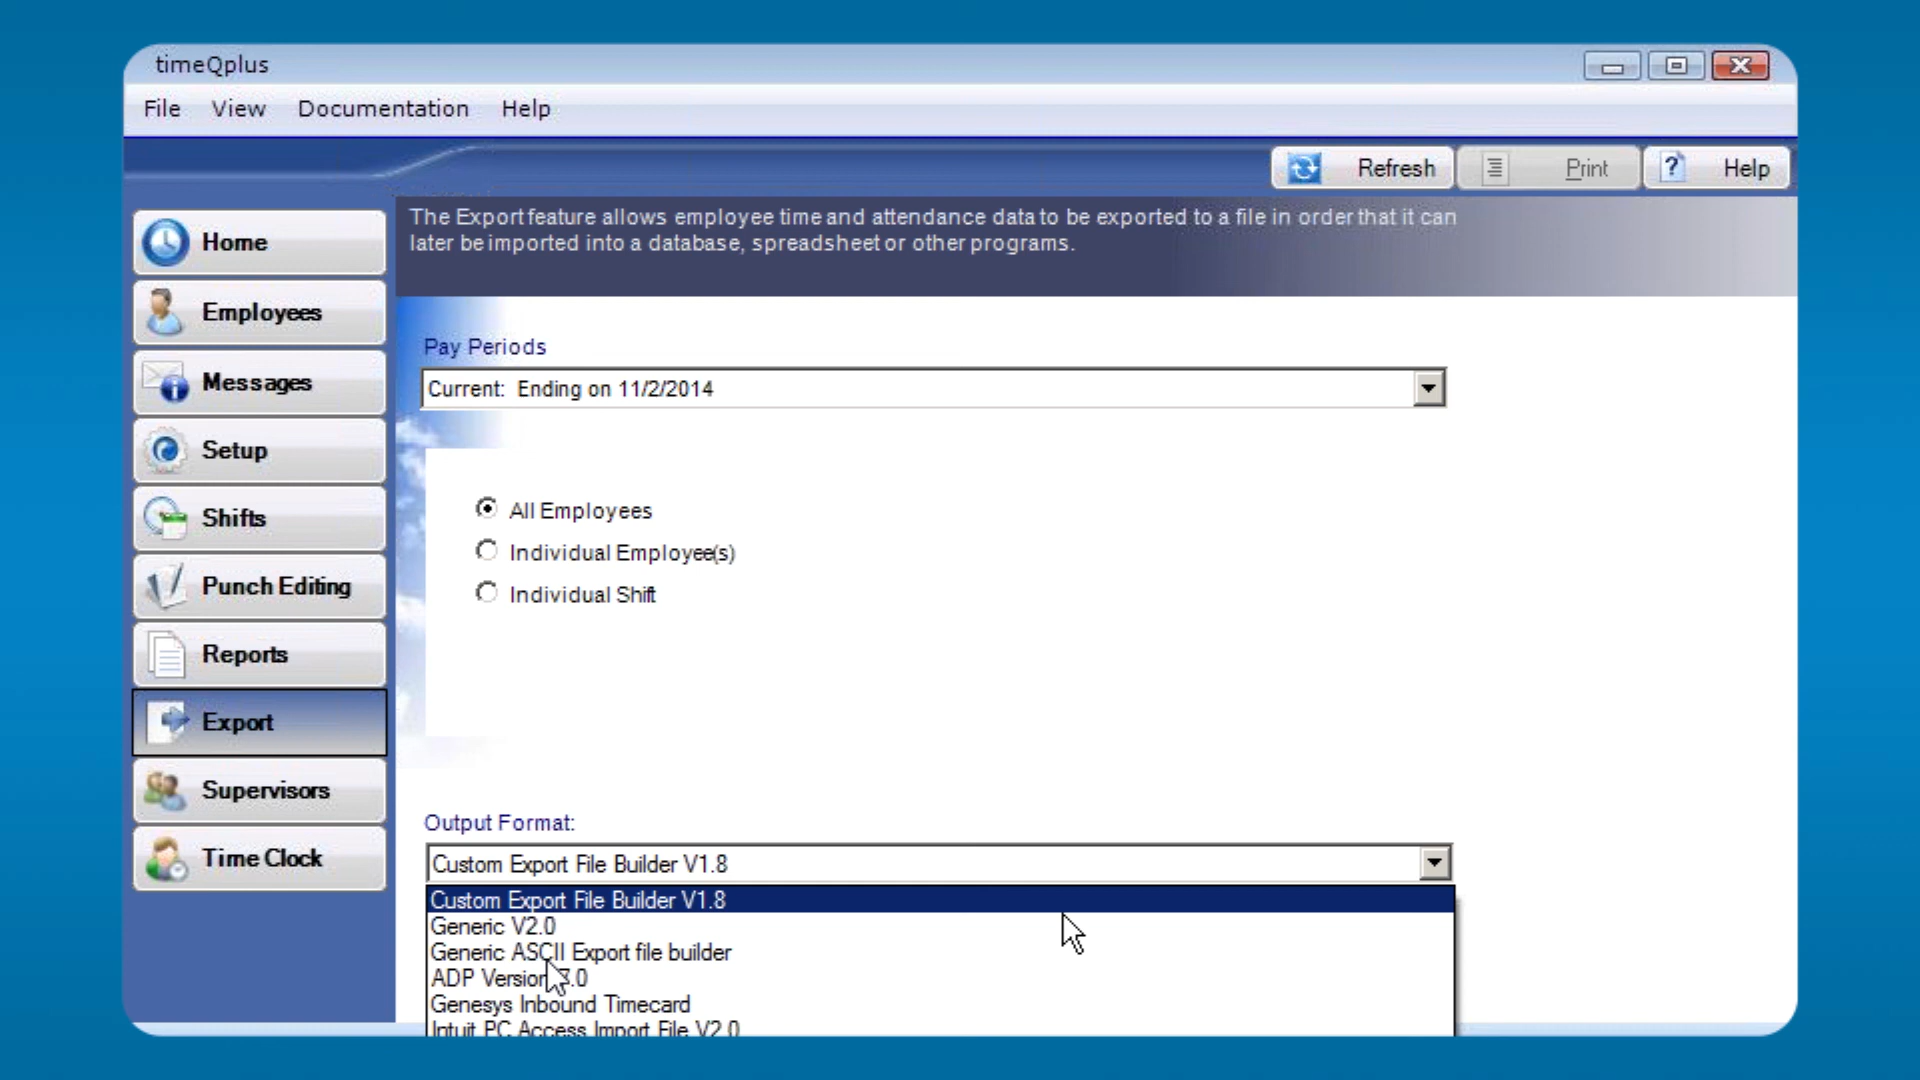 timeQplus
File View Documentation Help
Refresh Print Help
The Export feature allows employee time and attendance data to be exported to a file in order that it can
later be imported into a database, spreadsheet or other programs.
Home
Employees
Messages
Setup
Shifts
Punch Editing
Reports
Export
Supervisors
Time Clock
Pay Periods
Current: Ending on 11/2/2014
All Employees
Individual Employee(s)
Individual Shift
Output Format:
Custom Export File Builder V1.8
Custom Export File Builder V1.8
Generic V2.0
Generic ASCII Export file builder
ADP Version
Genesys Inbound Timecard
Intuit PC Access Import File V2.0